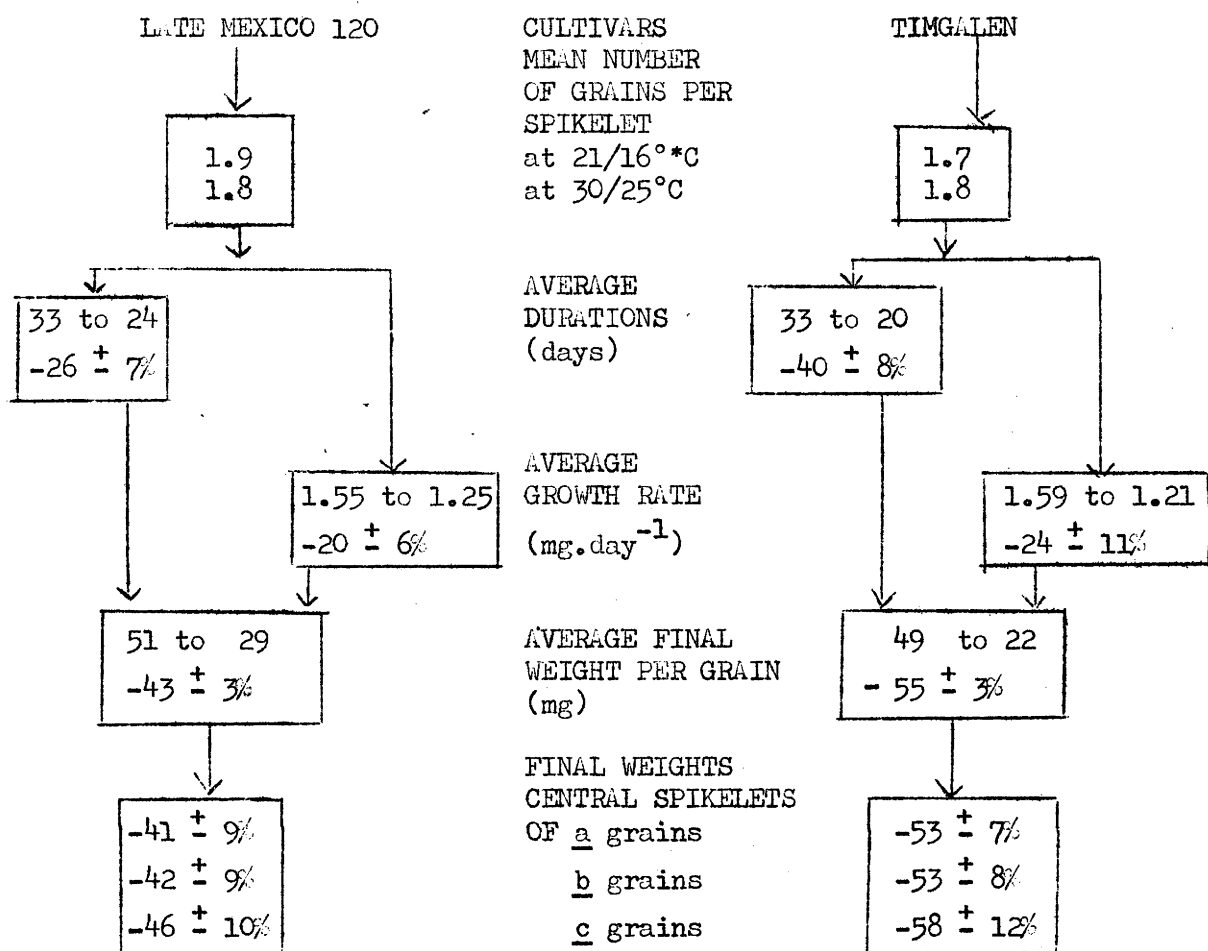 LATE MEXICO 120 CULTIVARS TIMGALEN
MEAN NUMBER
OF GRAINS PER
SPIKELET
1.9 at 21/16°*C 1.7
1.8 at 30/25°C 1.8
AVERAGE
33 to 24 DURATIONS 33 to 20
-26 ± 7% (days) -40 ± 8%
AVERAGE
1.55 to 1.25 GROWTH RATE 1.59 to 1.21
-20 ± 6% (mg.day⁻¹) -24 ± 11%
51 to 29 AVERAGE FINAL 49 to 22
-43 ± 3% WEIGHT PER GRAIN - 55 ± 3%
(mg)
FINAL WEIGHTS
CENTRAL SPIKELETS
-41 ± 9% OF a grains -53 ± 7%
-42 ± 9% b grains -53 ± 8%
-46 ± 10% c grains -58 ± 12%